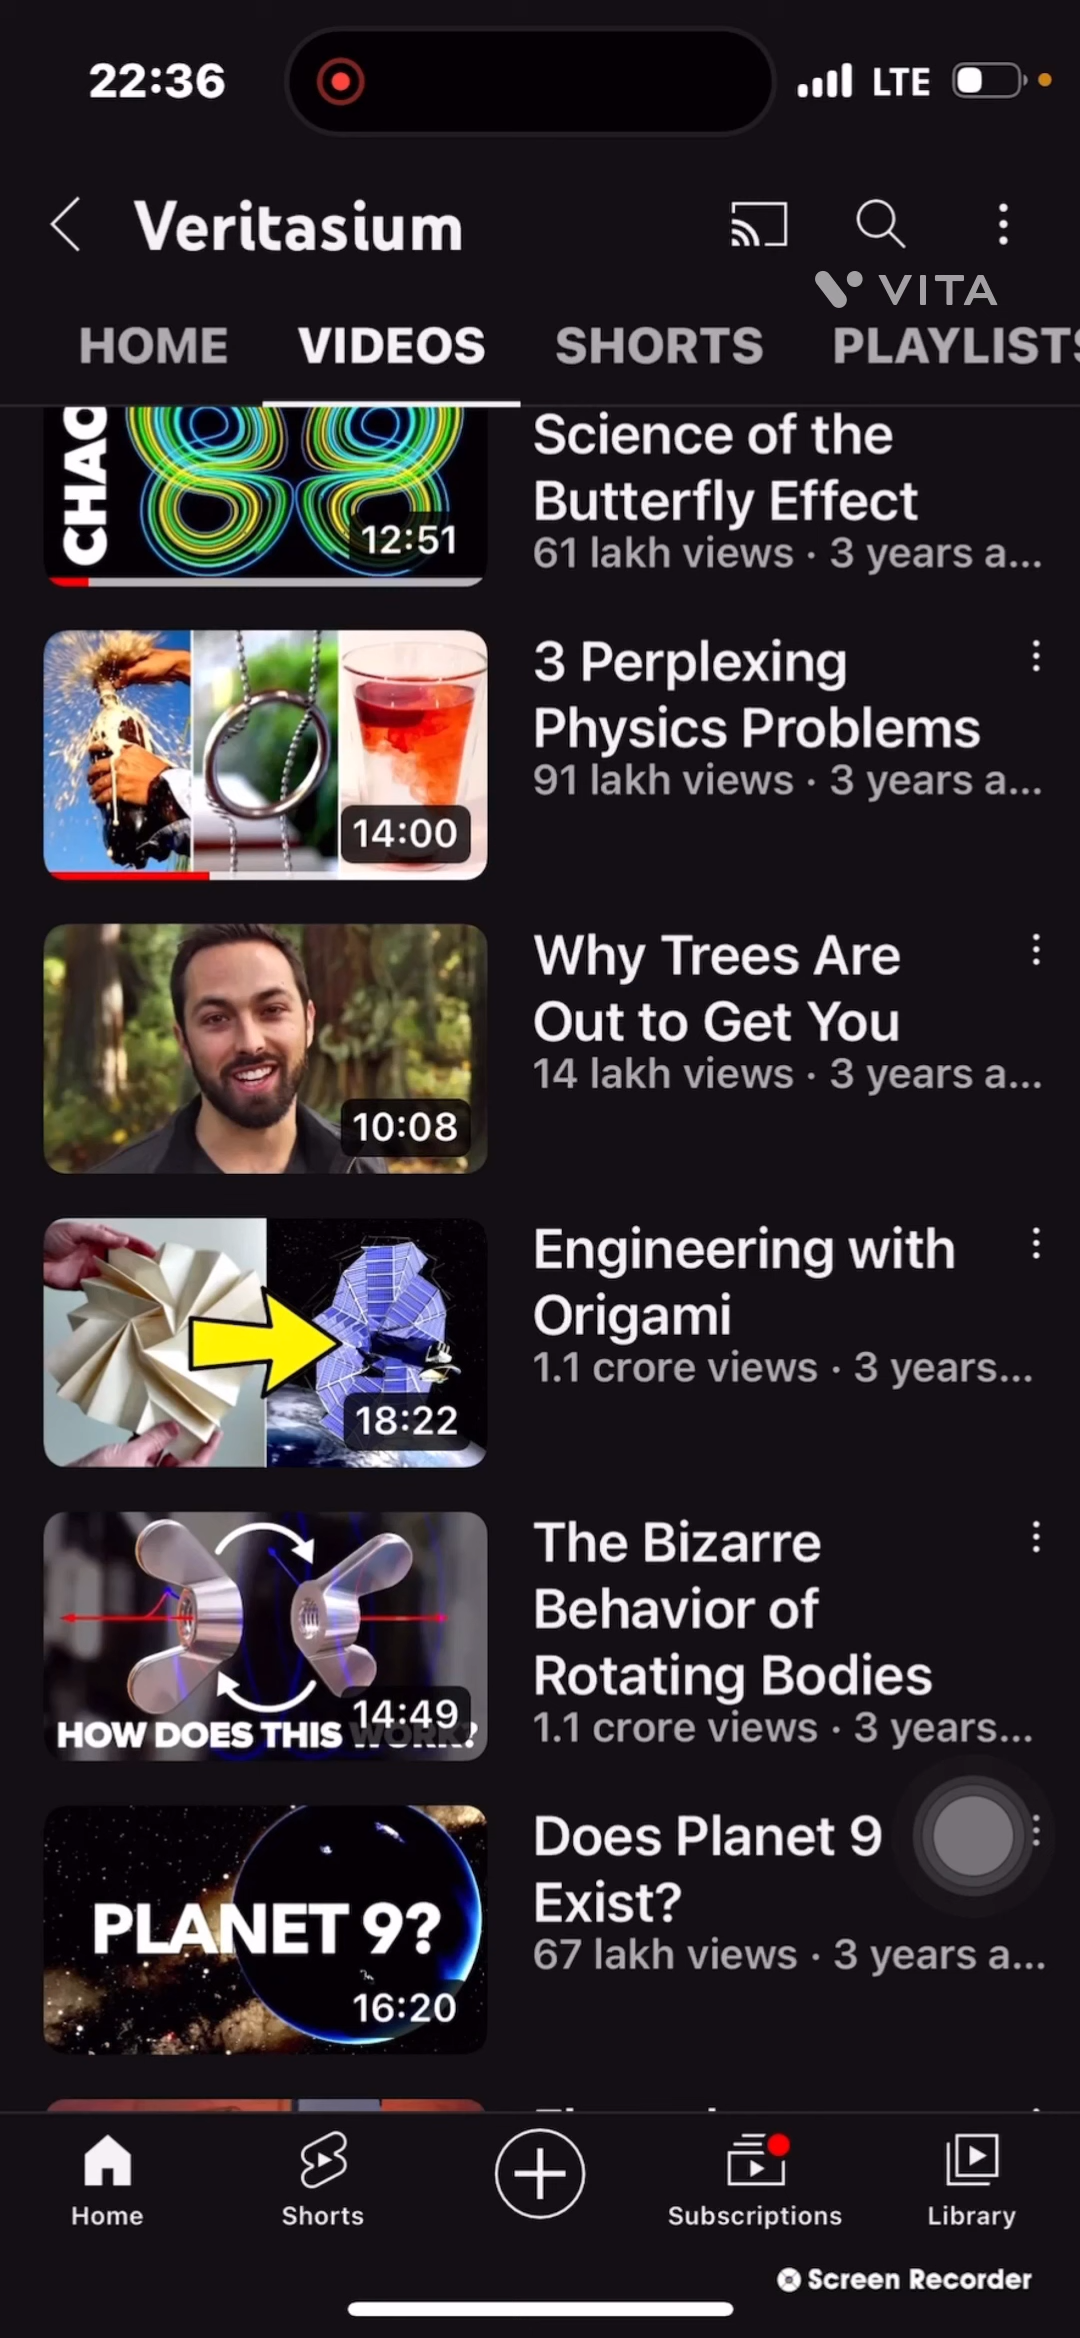 22:36
LTE
Veritasium
VITA
HOME VIDEOS SHORTS PLAYLISTS
CHAO
12:51
Science of the
Butterfly Effect
61 lakh views · 3 years a...
14:00
3 Perplexing
Physics Problems
91 lakh views · 3 years a...
10:08
Why Trees Are
Out to Get You
14 lakh views · 3 years a...
18:22
Engineering with
Origami
1.1 crore views · 3 years...
14:49
HOW DOES THIS WORK?
The Bizarre
Behavior of
Rotating Bodies
1.1 crore views · 3 years...
PLANET 9?
16:20
Does Planet 9
Exist?
67 lakh views · 3 years a...
Home Shorts Subscriptions Library
Screen Recorder